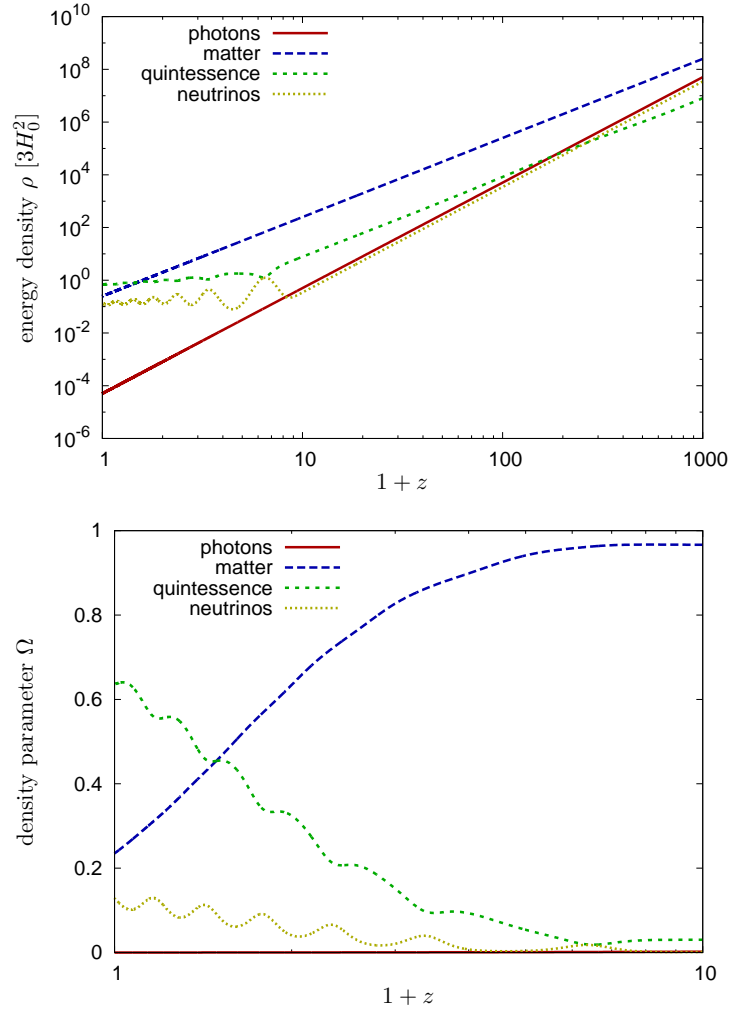 10^10
10^8
10^6
10^4
10^2
10^0
10^-2
10^-4
10^-6
energy density ρ [3H_0^2]
photons
matter
quintessence
neutrinos
1 10 100 1000
1 + z
1
0.8
0.6
0.4
0.2
0
density parameter Ω
photons
matter
quintessence
neutrinos
1 10
1 + z